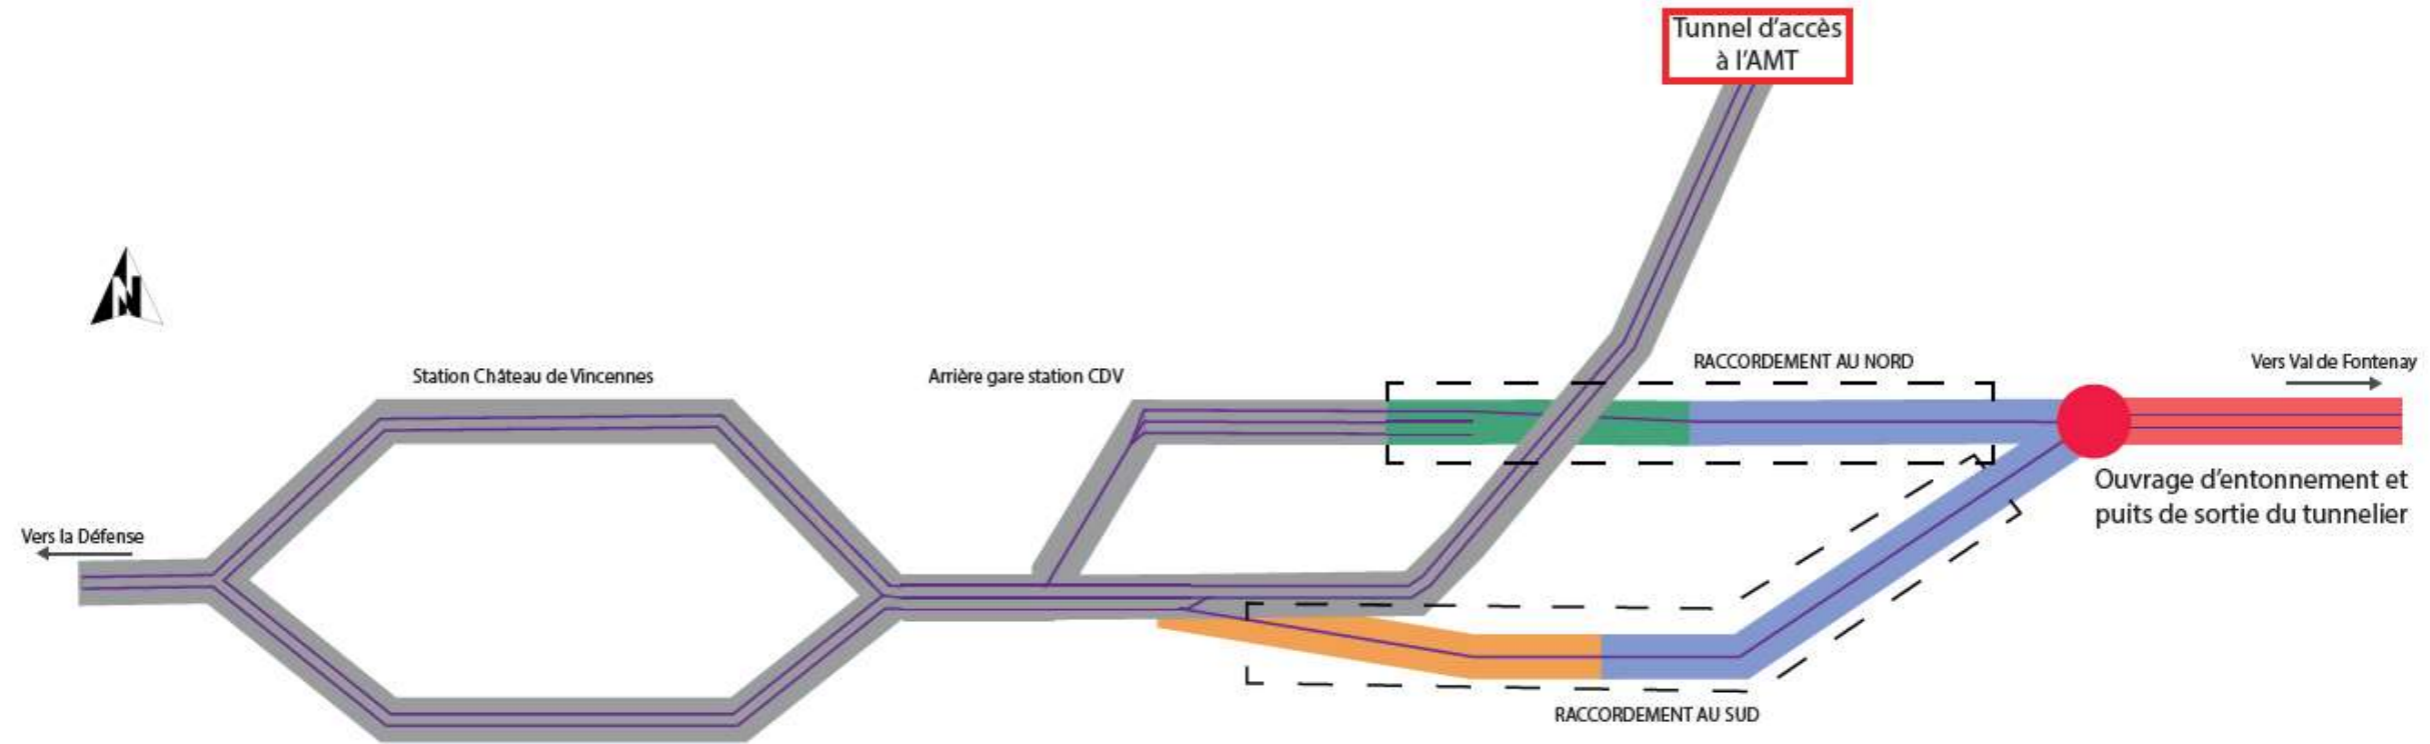 Tunnel d'accès
à l'AMT
N
Station Château de Vincennes
Arrière gare station CDV
RACCORDEMENT AU NORD
Vers Val de Fontenay
Vers la Défense
Ouvrage d'entonnement et
puits de sortie du tunnelier
RACCORDEMENT AU SUD